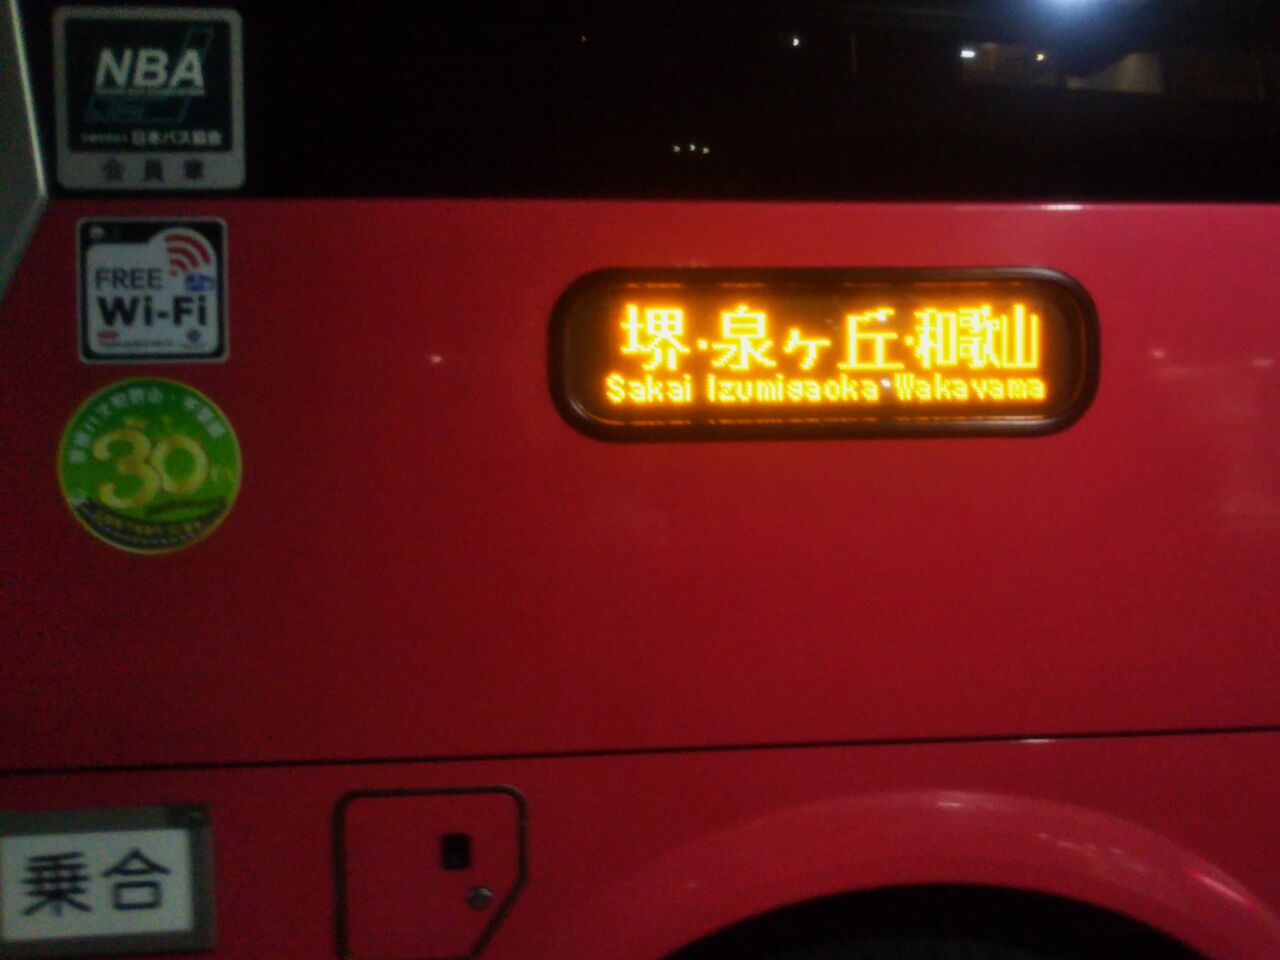 NBA
日本バス協会
会員車
FREE
Wi-Fi
30
堺・泉ヶ丘・和歌山
Sakai Izumigaoka Wakayama
乗合